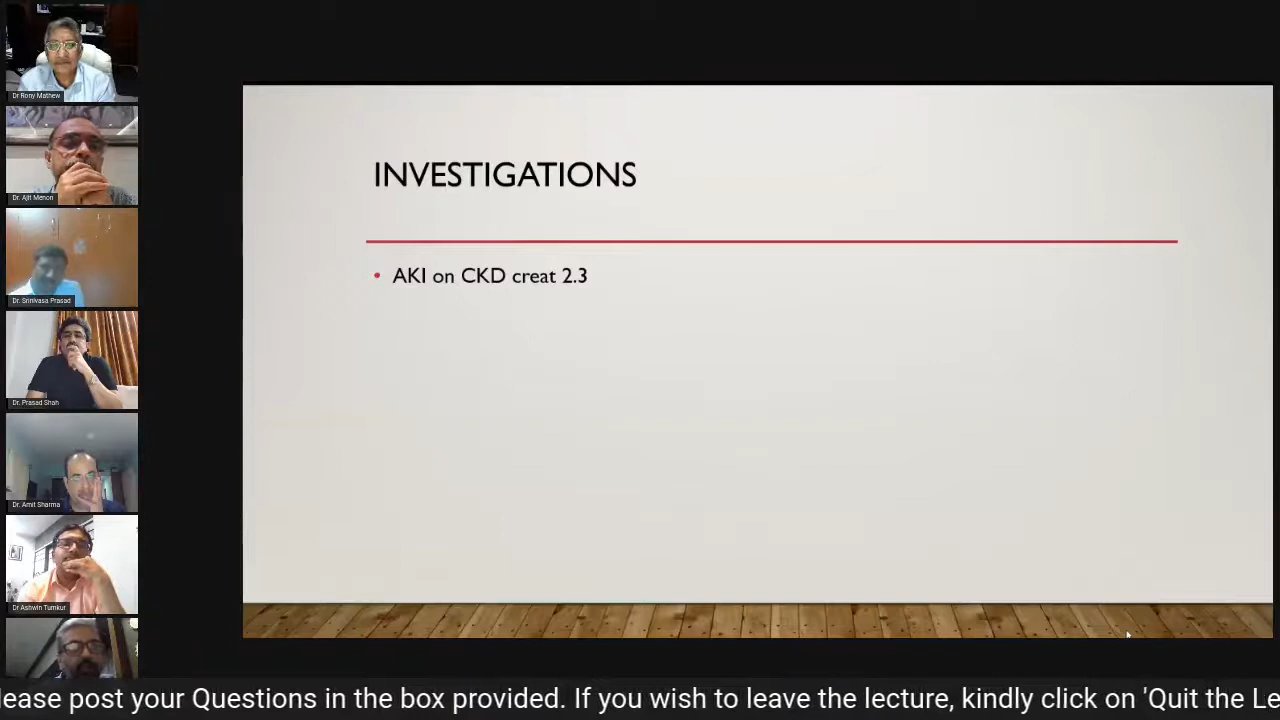 Dr Rony Mathew
Dr. Ajit Menon
Dr. Srinivasa Prasad
Dr. Prasad Shah
Dr. Amit Sharma
Dr Ashwin Tumkur
INVESTIGATIONS
• AKI on CKD creat 2.3
lease post your Questions in the box provided. If you wish to leave the lecture, kindly click on 'Quit the Le